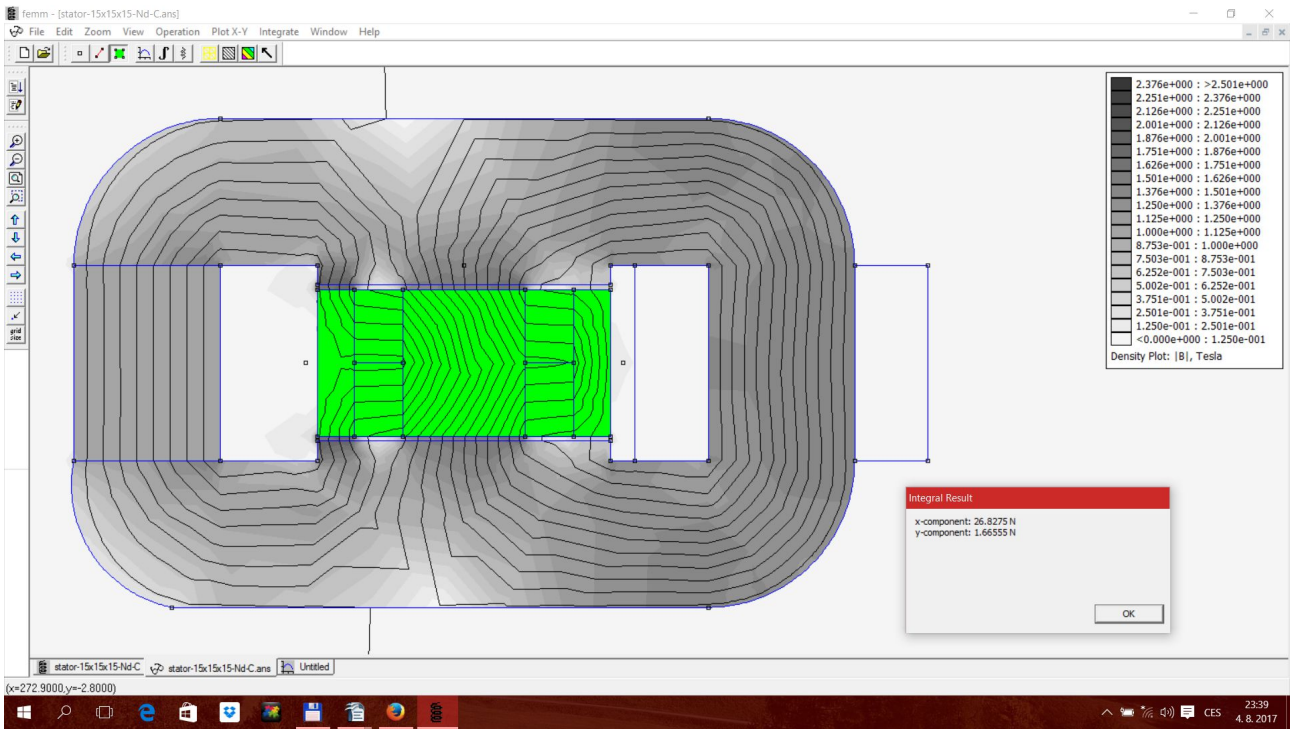 femm - [stator-15x15x15-Nd-C.ans]
File Edit Zoom View Operation Plot X-Y Integrate Window Help
2.376e+000 : >2.501e+000
2.251e+000 : 2.376e+000
2.126e+000 : 2.251e+000
2.001e+000 : 2.126e+000
1.876e+000 : 2.001e+000
1.751e+000 : 1.876e+000
1.626e+000 : 1.751e+000
1.501e+000 : 1.626e+000
1.376e+000 : 1.501e+000
1.250e+000 : 1.376e+000
1.125e+000 : 1.250e+000
1.000e+000 : 1.125e+000
8.753e-001 : 1.000e+000
7.503e-001 : 8.753e-001
6.252e-001 : 7.503e-001
5.002e-001 : 6.252e-001
3.751e-001 : 5.002e-001
2.501e-001 : 3.751e-001
1.250e-001 : 2.501e-001
<0.000e+000 : 1.250e-001
Density Plot: |B|, Tesla
grid
size
Integral Result
x-component: 26.8275 N
y-component: 1.66555 N
OK
stator-15x15x15-Nd-C stator-15x15x15-Nd-C.ans Untitled
(x=272.9000,y=-2.8000)
CES
23:39
4. 8. 2017